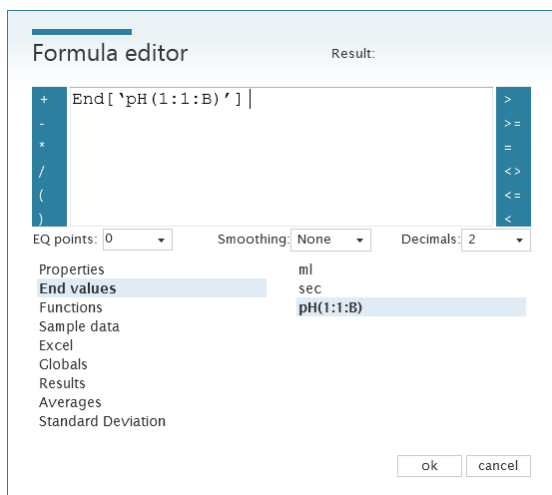 Formula editor
Result:
+
-
*
/
(
)
End[‘pH(1:1:B)’]
>
>=
=
<>
<=
<
EQ points: 0 Smoothing: None Decimals: 2
Properties
End values
Functions
Sample data
Excel
Globals
Results
Averages
Standard Deviation
ml
sec
pH(1:1:B)
ok cancel